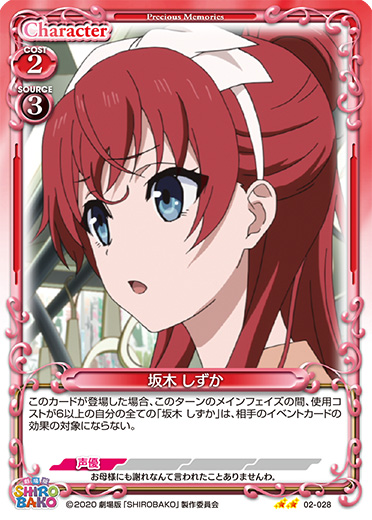 Precious Memories
Character
COST
2
SOURCE
3
坂木 しずか
このカードが登場した場合、このターンのメインフェイズの間、使用コ
ストが6以上の自分の全ての「坂木 しずか」は、相手のイベントカードの
効果の対象にならない。
声優
お母様にも謝れなんて言われたことありませんわ。
劇場版
SHIRO
BAKO
©2020 劇場版「SHIROBAKO」製作委員会
02-028